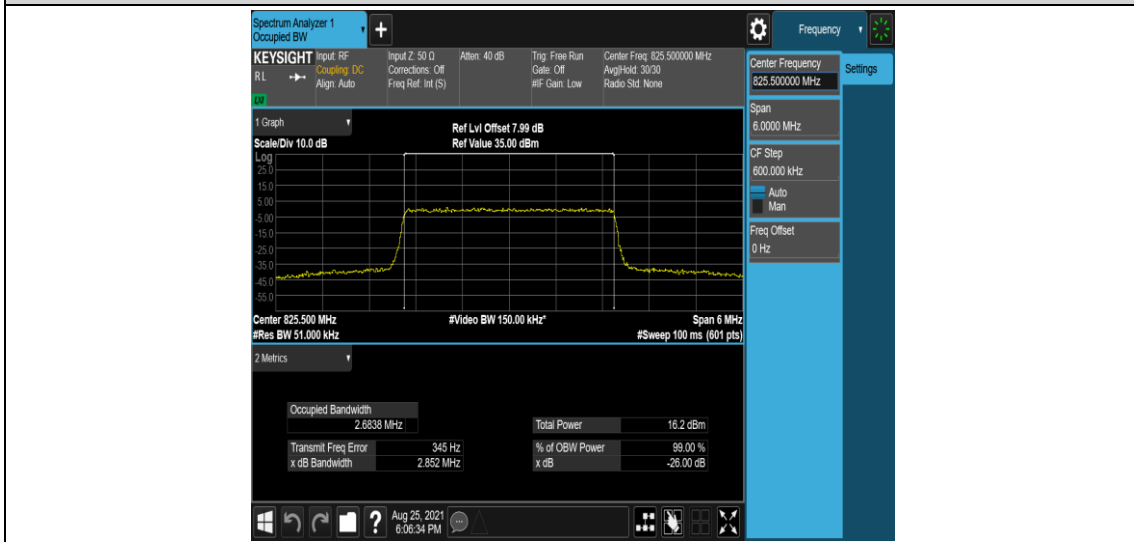 Spectrum Analyzer 1
Occupied BW
+
Frequency
KEYSIGHT
RL
Input: RF
Coupling: DC
Align: Auto
Input Z: 50 Ω
Corrections: Off
Freq Ref: Int (S)
Atten: 40 dB
Trig: Free Run
Gate: Off
#IF Gain: Low
Center Freq: 825.500000 MHz
Avg|Hold: 30/30
Radio Std: None
Center Frequency
825.500000 MHz
Settings
Span
6.0000 MHz
CF Step
600.000 kHz
Auto
Man
Freq Offset
0 Hz
1 Graph
Scale/Div 10.0 dB
Ref Lvl Offset 7.99 dB
Ref Value 35.00 dBm
Log
25.0
15.0
5.00
-5.00
-15.0
-25.0
-35.0
-45.0
-55.0
Center 825.500 MHz
#Video BW 150.00 kHz*
Span 6 MHz
#Res BW 51.000 kHz
#Sweep 100 ms (601 pts)
2 Metrics
Occupied Bandwidth
2.6838 MHz
Total Power 16.2 dBm
Transmit Freq Error 345 Hz
% of OBW Power 99.00 %
x dB Bandwidth 2.852 MHz
x dB -26.00 dB
?
Aug 25, 2021
6:06:34 PM